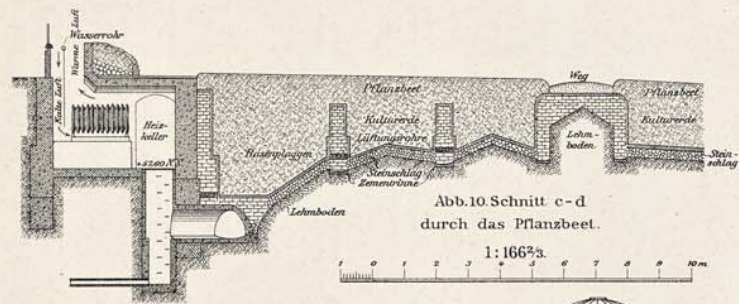 Wasserrohr
Warme Luft
Kalte Luft
Heiz-
keller
+52.60 N.N.
Pflanzbeet
Kulturerde
Lüftungsrohre
Rasenplaggen
Steinschlag
Zementrinne
Lehmboden
Weg
Lehm-
boden
Pflanzbeet
Kulturerde
Stein-
schlag
Abb.10. Schnitt c-d
durch das Pflanzbeet.
1:166⅔.
1 0 1 2 3 4 5 6 7 8 9 10 m